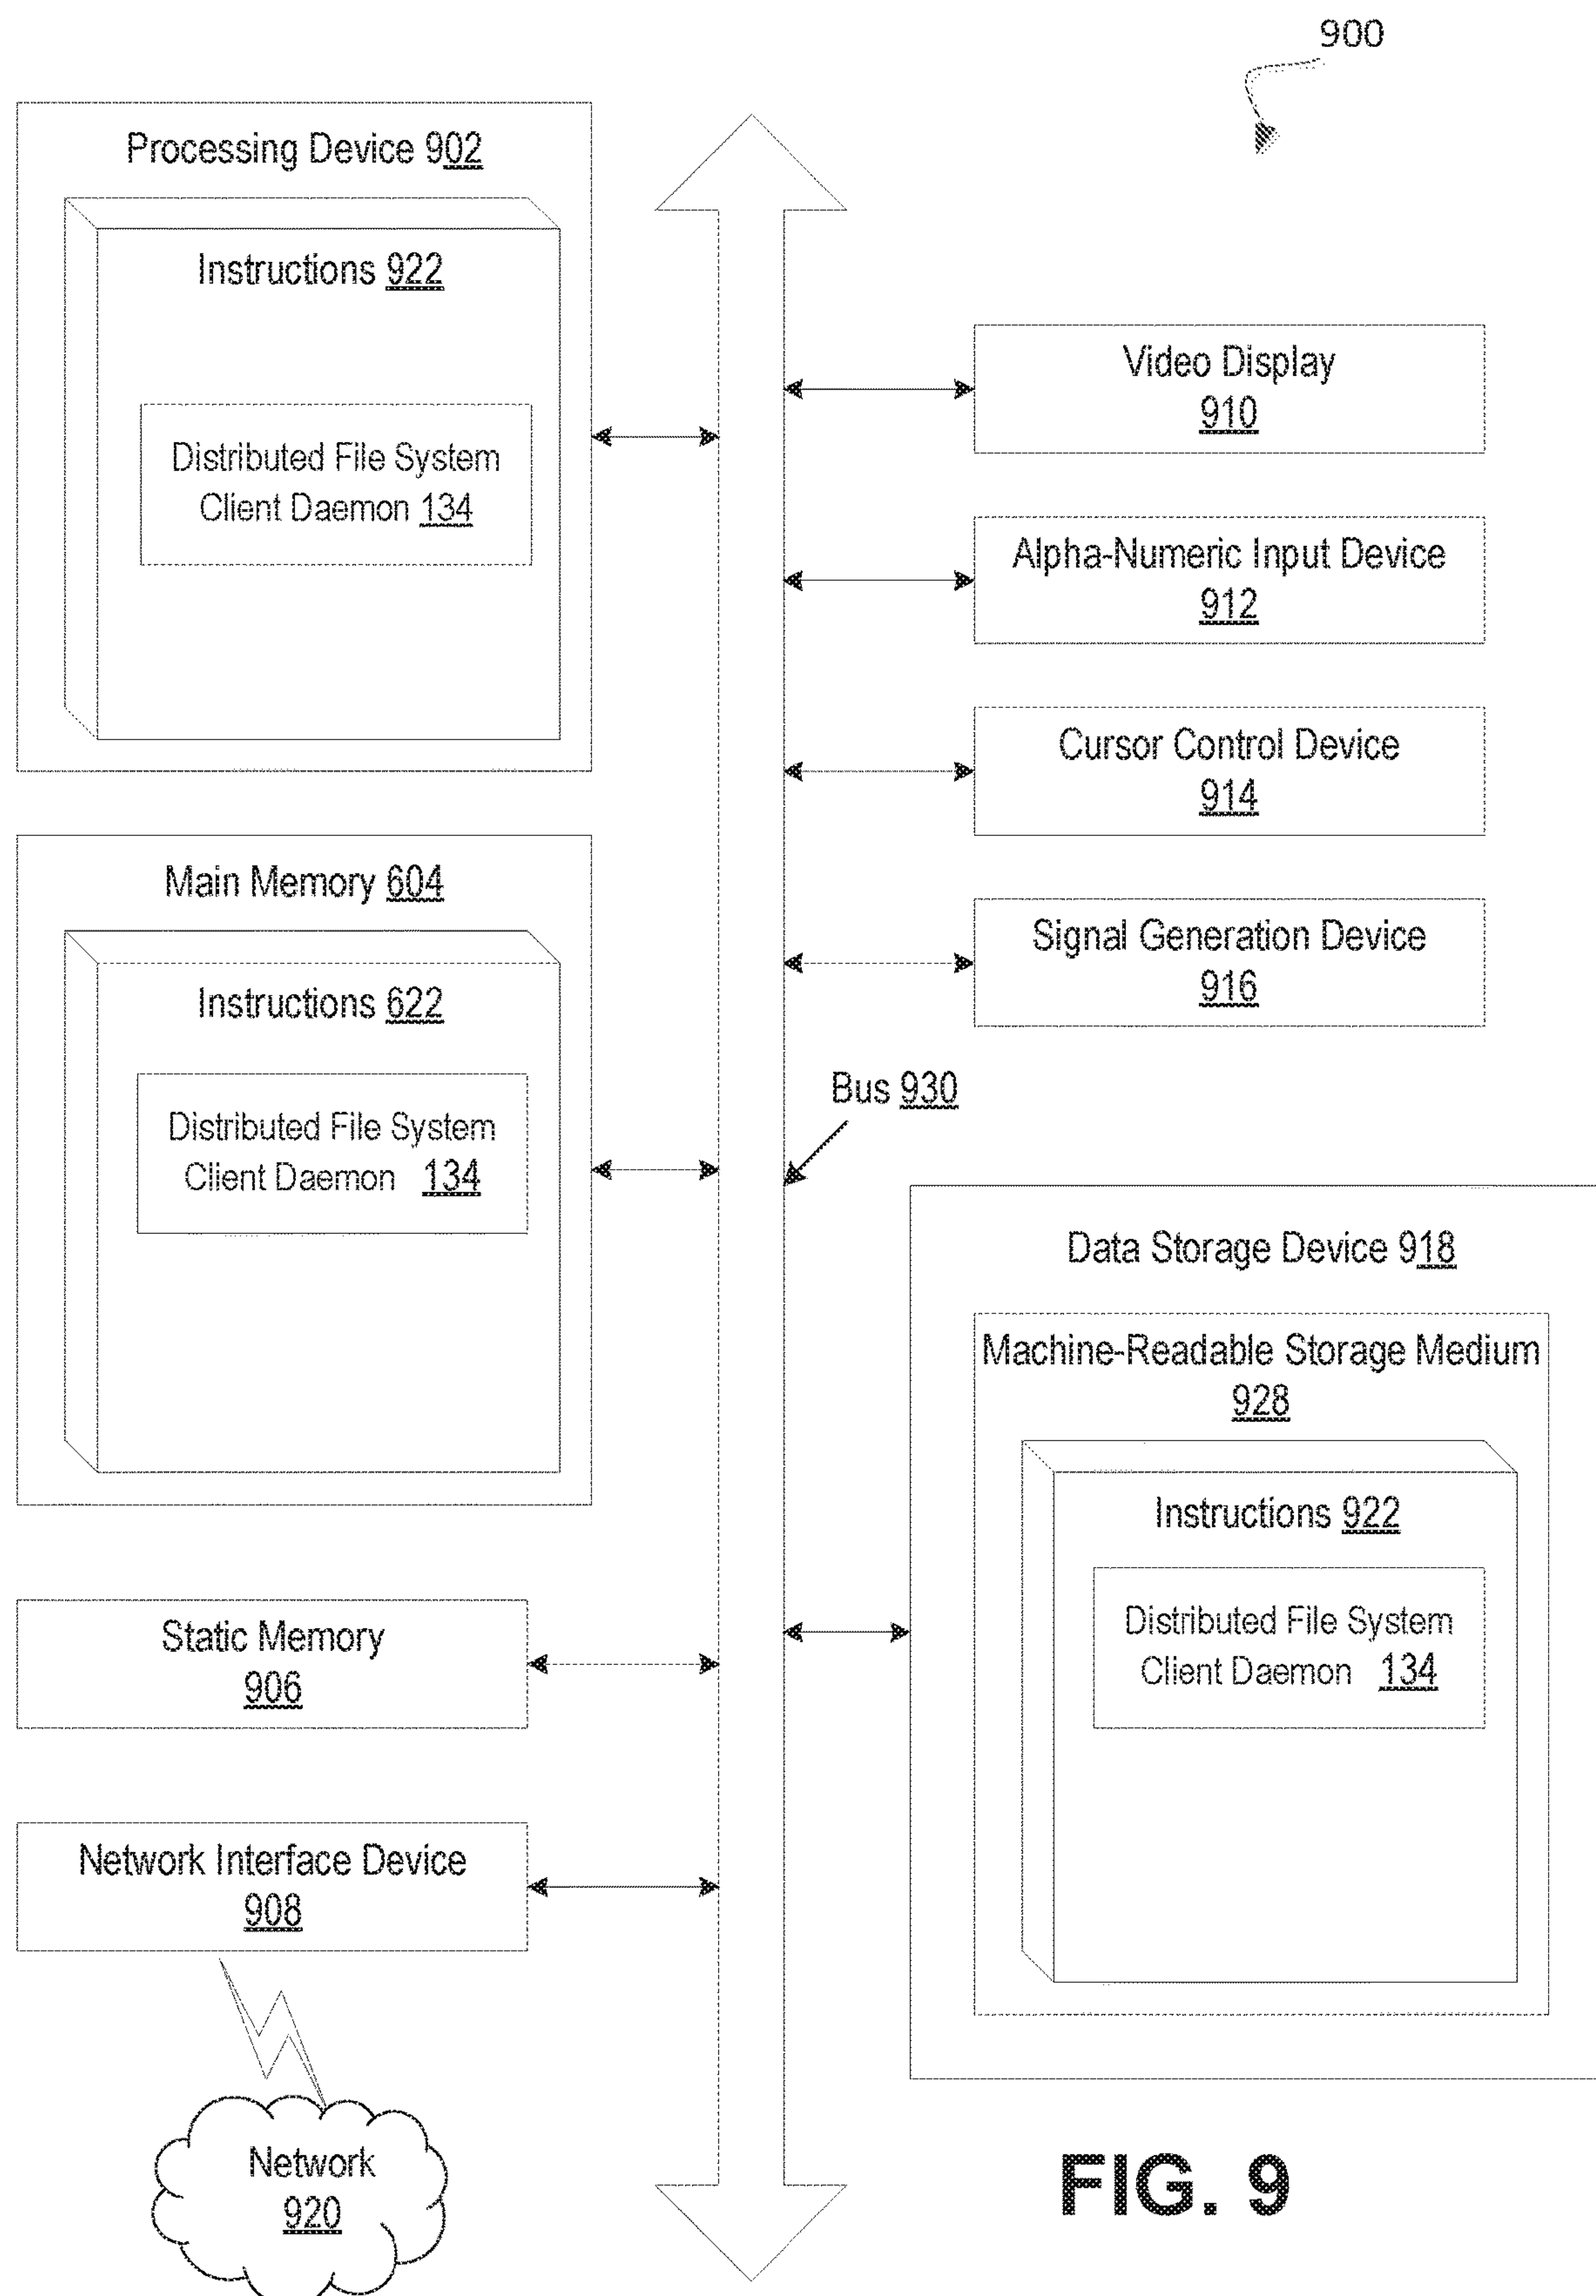 900
Processing Device 902
Instructions 922
Distributed File System
Client Daemon 134
Main Memory 604
Instructions 622
Distributed File System
Client Daemon 134
Static Memory
906
Network Interface Device
908
Network
920
Video Display
910
Alpha-Numeric Input Device
912
Cursor Control Device
914
Signal Generation Device
916
Bus 930
Data Storage Device 918
Machine-Readable Storage Medium
928
Instructions 922
Distributed File System
Client Daemon 134
FIG. 9